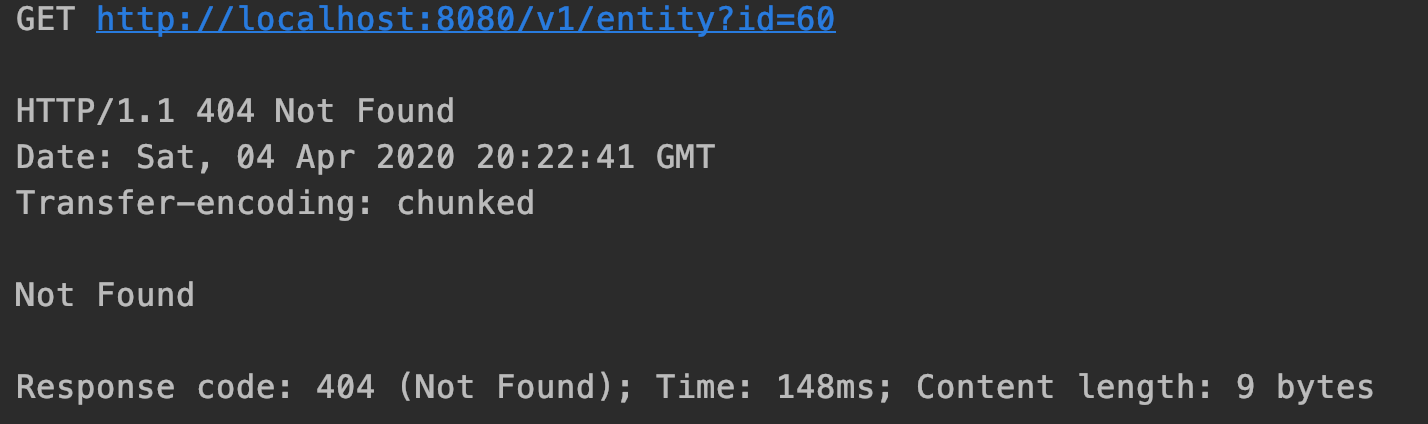 GET http://localhost:8080/v1/entity?id=60
HTTP/1.1 404 Not Found
Date: Sat, 04 Apr 2020 20:22:41 GMT
Transfer-encoding: chunked
Not Found
Response code: 404 (Not Found); Time: 148ms; Content length: 9 bytes